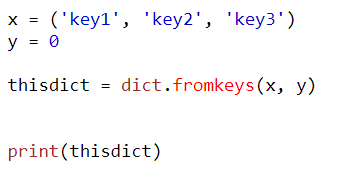 x = ('key1', 'key2', 'key3')
y = 0
thisdict = dict.fromkeys(x, y)
print(thisdict)